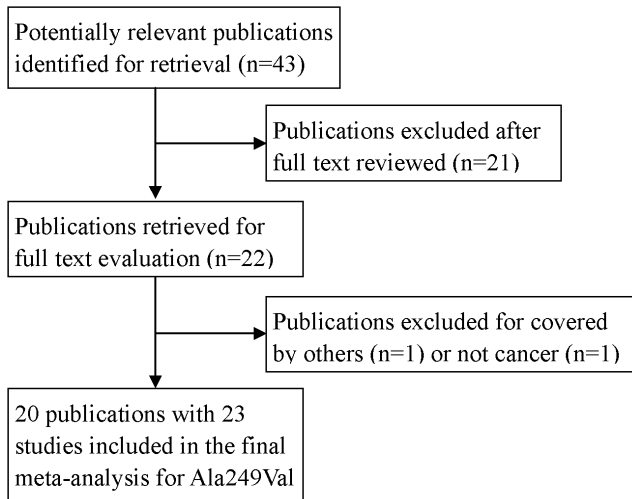 Potentially relevant publications
identified for retrieval (n=43)
Publications excluded after
full text reviewed (n=21)
Publications retrieved for
full text evaluation (n=22)
Publications excluded for covered
by others (n=1) or not cancer (n=1)
20 publications with 23
studies included in the final
meta-analysis for Ala249Val